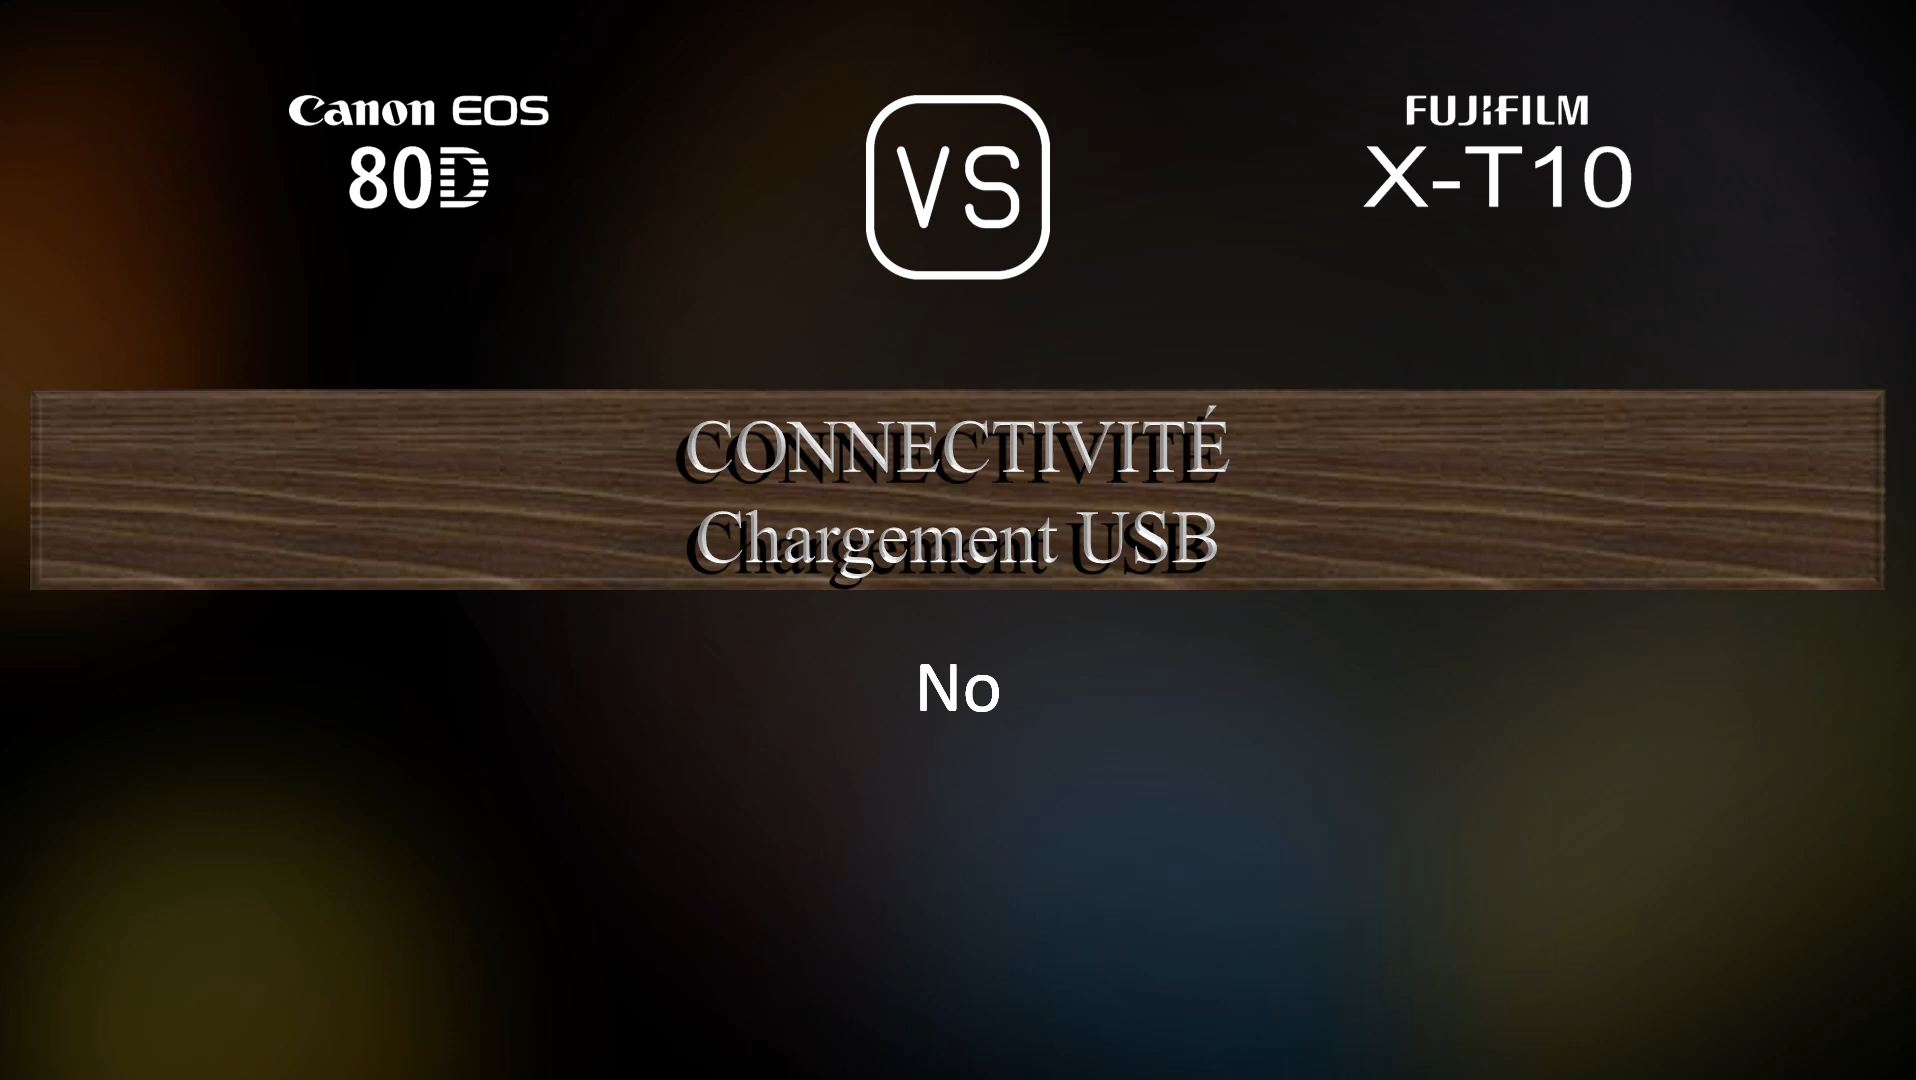 Canon EOS
80D
VS
FUJIFILM
X-T10
CONNECTIVITÉ
Chargement USB
No